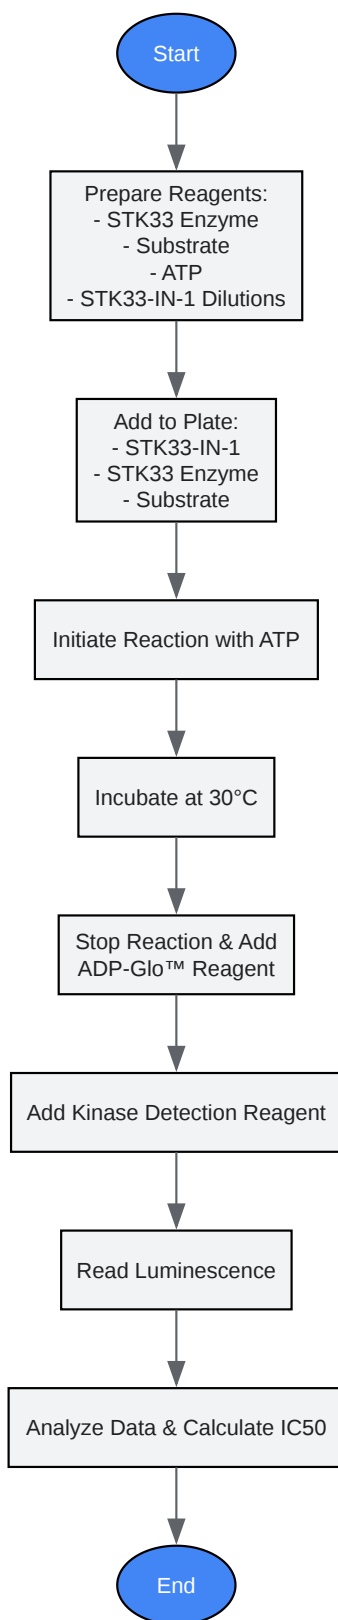 Start
Prepare Reagents:
- STK33 Enzyme
- Substrate
- ATP
- STK33-IN-1 Dilutions
Add to Plate:
- STK33-IN-1
- STK33 Enzyme
- Substrate
Initiate Reaction with ATP
Incubate at 30°C
Stop Reaction & Add
ADP-Glo™ Reagent
Add Kinase Detection Reagent
Read Luminescence
Analyze Data & Calculate IC50
End